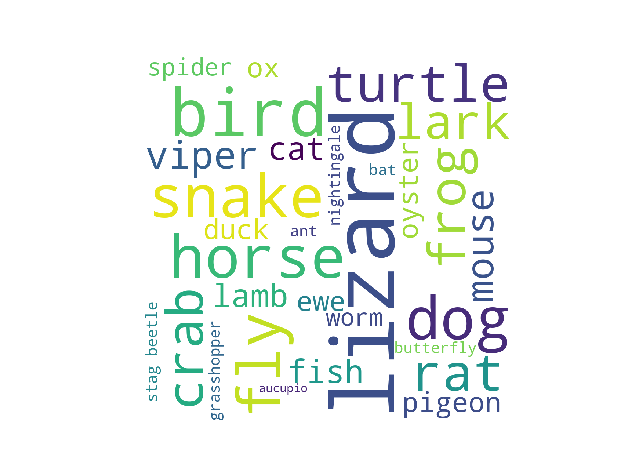 spider
ox
turtle
bird
lark
viper
cat
nightingale
lizard
bat
oyster
frog
snake
mouse
duck
ant
horse
lamb
ewe
worm
dog
stag beetle
crab
grasshopper
fly
butterfly
fish
rat
aucupio
pigeon